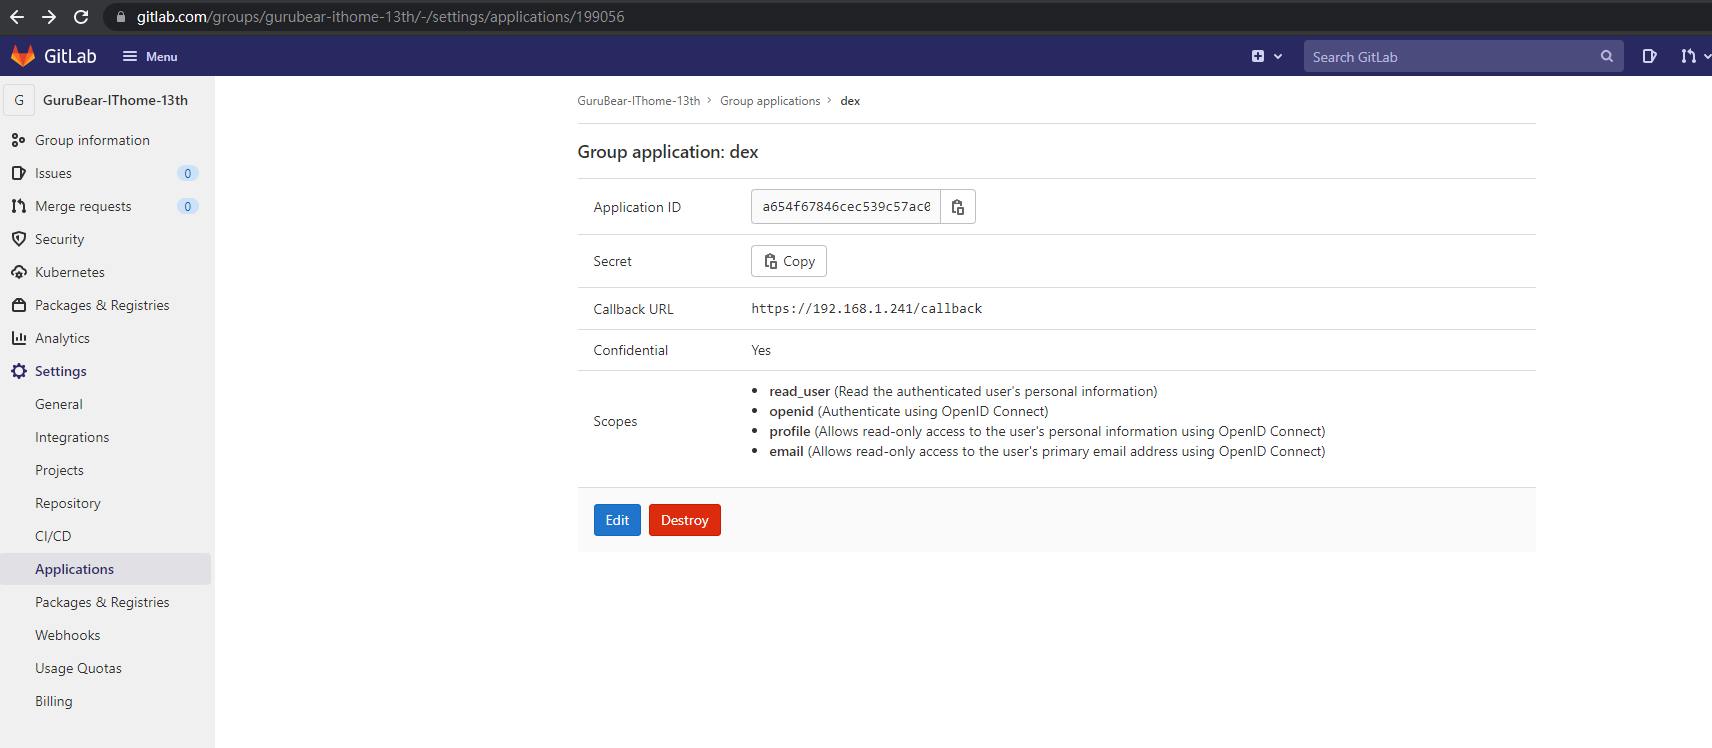 gitlab.com/groups/gurubear-ithome-13th/-/settings/applications/199056
GitLab
Menu
Search GitLab
G
GuruBear-IThome-13th
Group information
Issues
0
Merge requests
0
Security
Kubernetes
Packages & Registries
Analytics
Settings
General
Integrations
Projects
Repository
CI/CD
Applications
Packages & Registries
Webhooks
Usage Quotas
Billing
GuruBear-IThome-13th > Group applications > dex
Group application: dex
Application ID
a654f67846cec539c57ac0
Secret
Copy
Callback URL
https://192.168.1.241/callback
Confidential
Yes
Scopes
• read_user (Read the authenticated user's personal information)
• openid (Authenticate using OpenID Connect)
• profile (Allows read-only access to the user's personal information using OpenID Connect)
• email (Allows read-only access to the user's primary email address using OpenID Connect)
Edit
Destroy